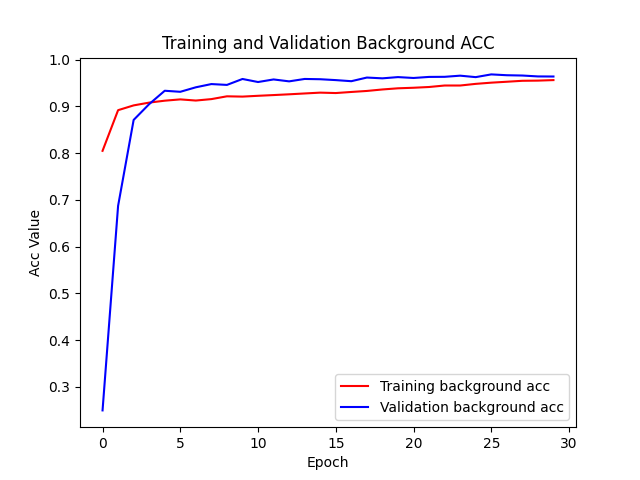 Training and Validation Background ACC
1.0
0.9
0.8
0.7
0.6
0.5
0.4
0.3
Acc Value
0 5 10 15 20 25 30
Epoch
Training background acc
Validation background acc